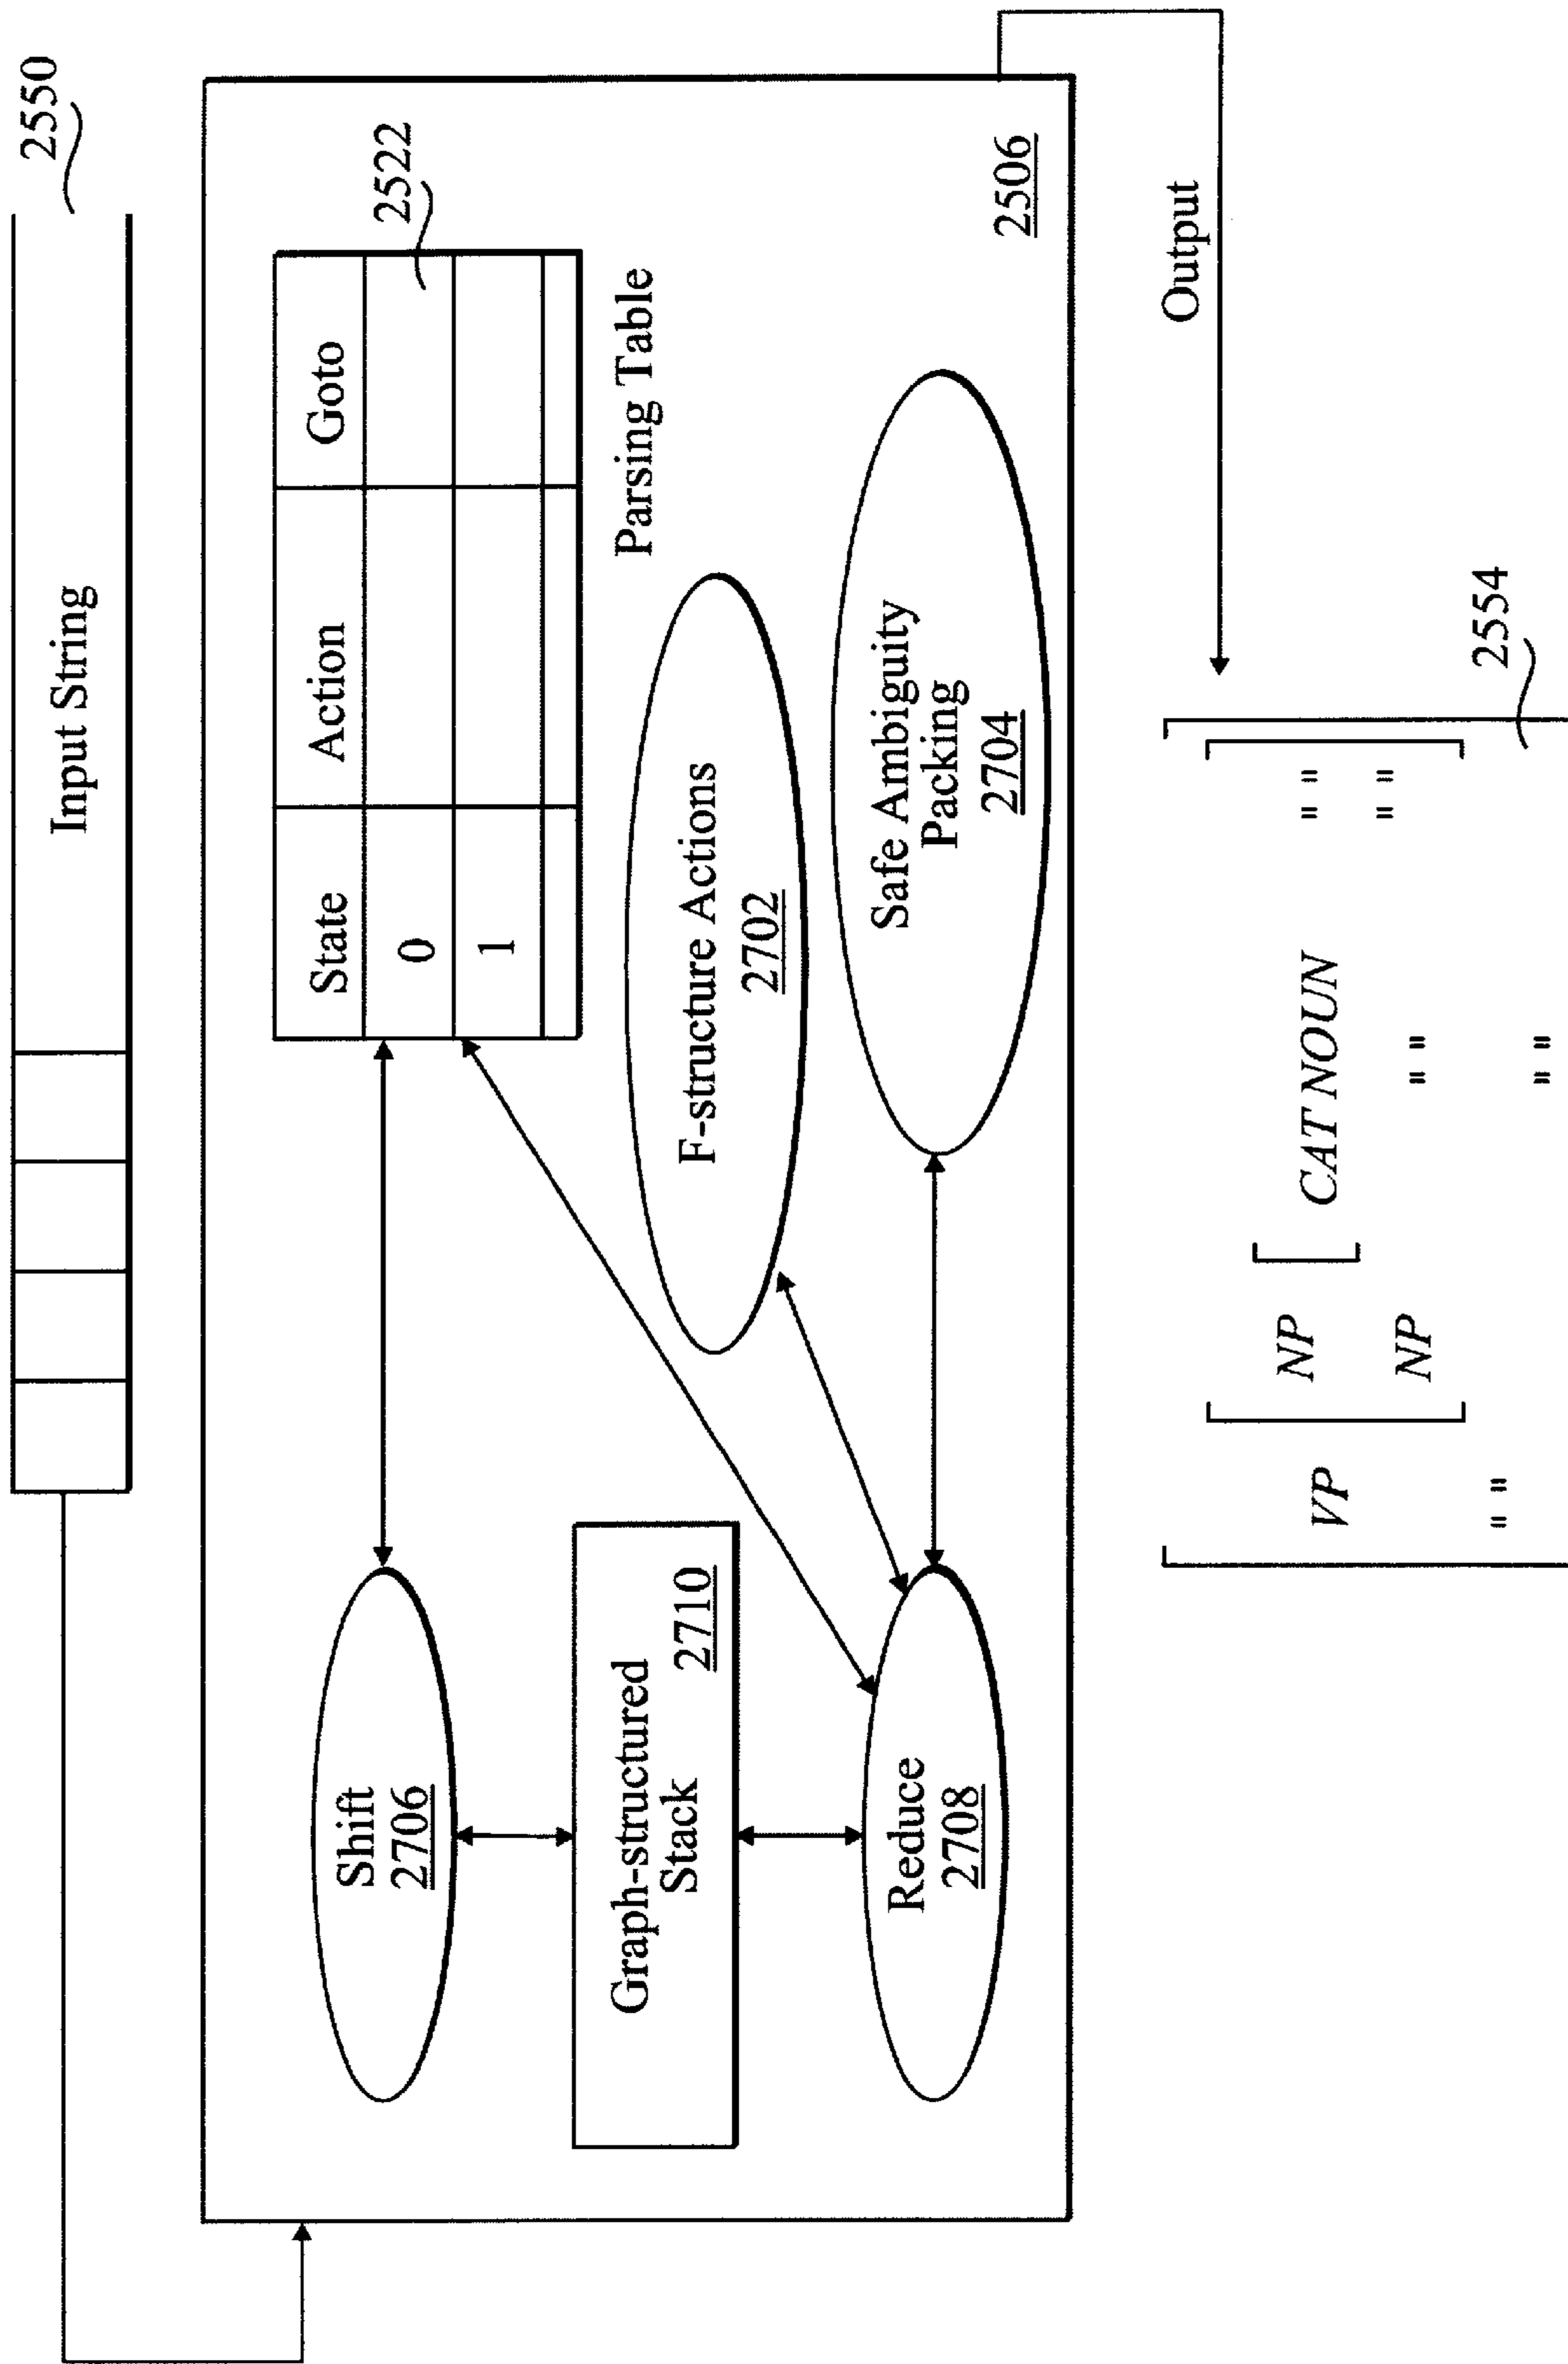 Input String
2550
Shift
2706
State
Action
Goto
0
1
2522
Parsing Table
Graph-structured
Stack
2710
F-structure Actions
2702
Reduce
2708
Safe Ambiguity
Packing
2704
2506
Output
VP
NP
CAT NOUN
" "
NP
" "
" "
" "
" "
2554